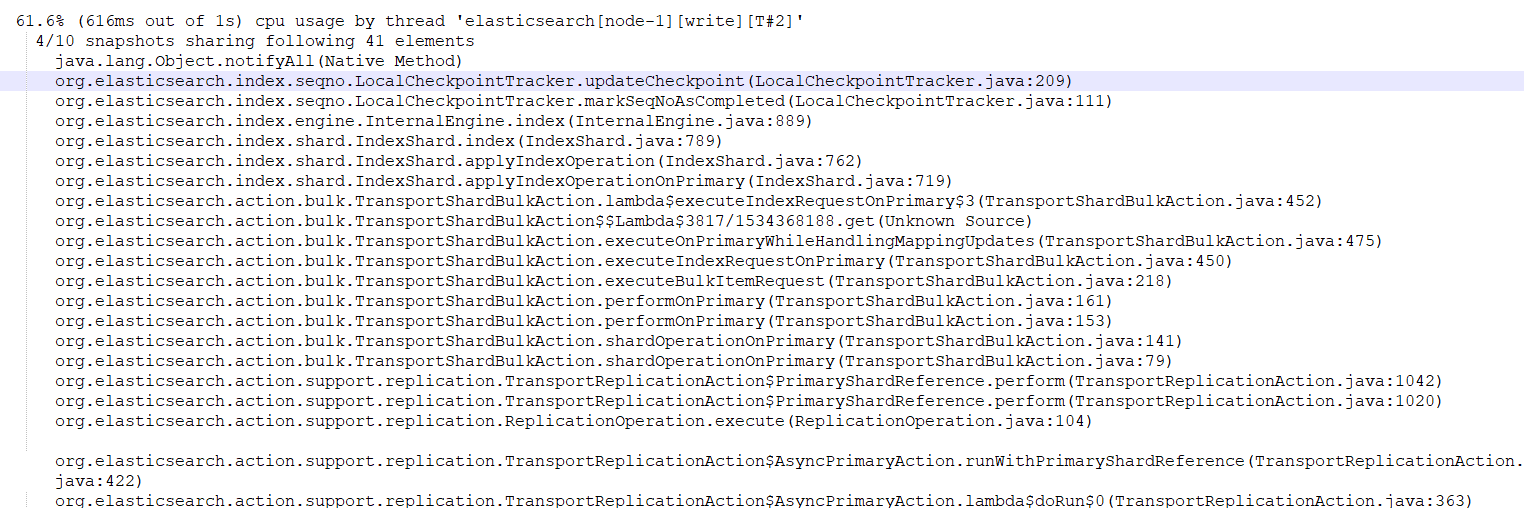 61.6% (616ms out of 1s) cpu usage by thread 'elasticsearch[node-1][write][T#2]'
4/10 snapshots sharing following 41 elements
java.lang.Object.notifyAll(Native Method)
org.elasticsearch.index.seqno.LocalCheckpointTracker.updateCheckpoint(LocalCheckpointTracker.java:209)
org.elasticsearch.index.seqno.LocalCheckpointTracker.markSeqNoAsCompleted(LocalCheckpointTracker.java:111)
org.elasticsearch.index.engine.InternalEngine.index(InternalEngine.java:889)
org.elasticsearch.index.shard.IndexShard.index(IndexShard.java:789)
org.elasticsearch.index.shard.IndexShard.applyIndexOperation(IndexShard.java:762)
org.elasticsearch.index.shard.IndexShard.applyIndexOperationOnPrimary(IndexShard.java:719)
org.elasticsearch.action.bulk.TransportShardBulkAction.lambda$executeIndexRequestOnPrimary$3(TransportShardBulkAction.java:452)
org.elasticsearch.action.bulk.TransportShardBulkAction$$Lambda$3817/1534368188.get(Unknown Source)
org.elasticsearch.action.bulk.TransportShardBulkAction.executeOnPrimaryWhileHandlingMappingUpdates(TransportShardBulkAction.java:475)
org.elasticsearch.action.bulk.TransportShardBulkAction.executeIndexRequestOnPrimary(TransportShardBulkAction.java:450)
org.elasticsearch.action.bulk.TransportShardBulkAction.executeBulkItemRequest(TransportShardBulkAction.java:218)
org.elasticsearch.action.bulk.TransportShardBulkAction.performOnPrimary(TransportShardBulkAction.java:161)
org.elasticsearch.action.bulk.TransportShardBulkAction.performOnPrimary(TransportShardBulkAction.java:153)
org.elasticsearch.action.bulk.TransportShardBulkAction.shardOperationOnPrimary(TransportShardBulkAction.java:141)
org.elasticsearch.action.bulk.TransportShardBulkAction.shardOperationOnPrimary(TransportShardBulkAction.java:79)
org.elasticsearch.action.support.replication.TransportReplicationAction$PrimaryShardReference.perform(TransportReplicationAction.java:1042)
org.elasticsearch.action.support.replication.TransportReplicationAction$PrimaryShardReference.perform(TransportReplicationAction.java:1020)
org.elasticsearch.action.support.replication.ReplicationOperation.execute(ReplicationOperation.java:104)
org.elasticsearch.action.support.replication.TransportReplicationAction$AsyncPrimaryAction.runWithPrimaryShardReference(TransportReplicationAction.
java:422)
org.elasticsearch.action.support.replication.TransportReplicationAction$AsyncPrimaryAction.lambda$doRun$0(TransportReplicationAction.java:363)